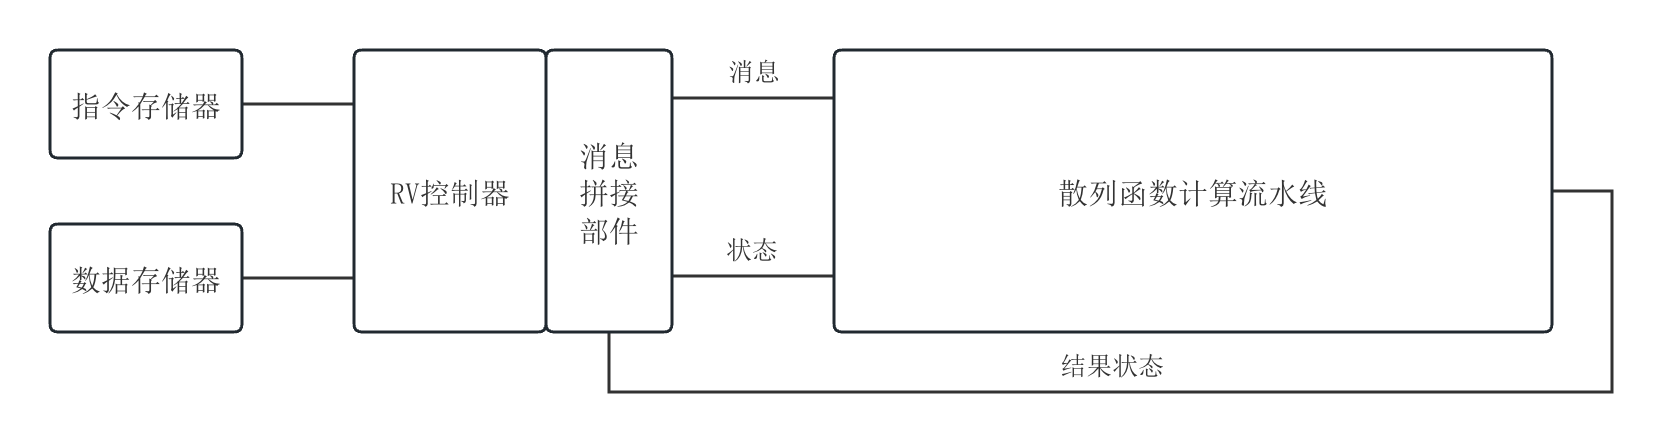 指令存储器
数据存储器
RV控制器
消息
拼接
部件
消息
状态
散列函数计算流水线
结果状态